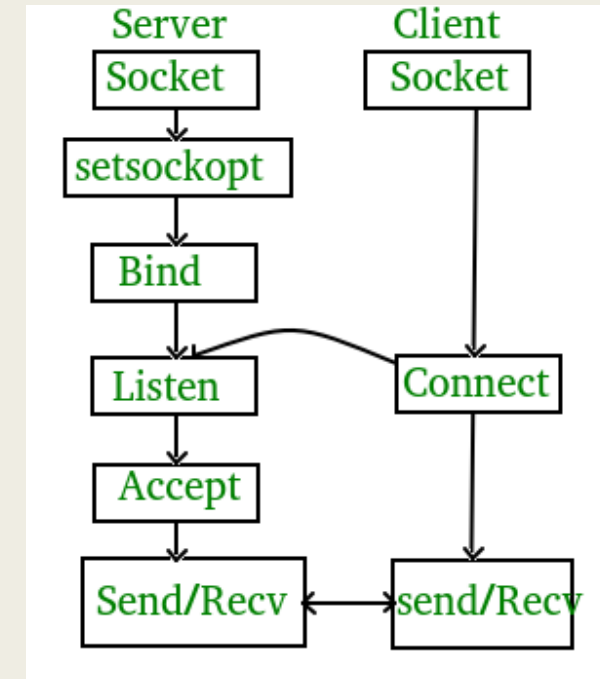 Server Client
Socket Socket
setsockopt
Bind
Listen Connect
Accept
Send/Recv send/Recv